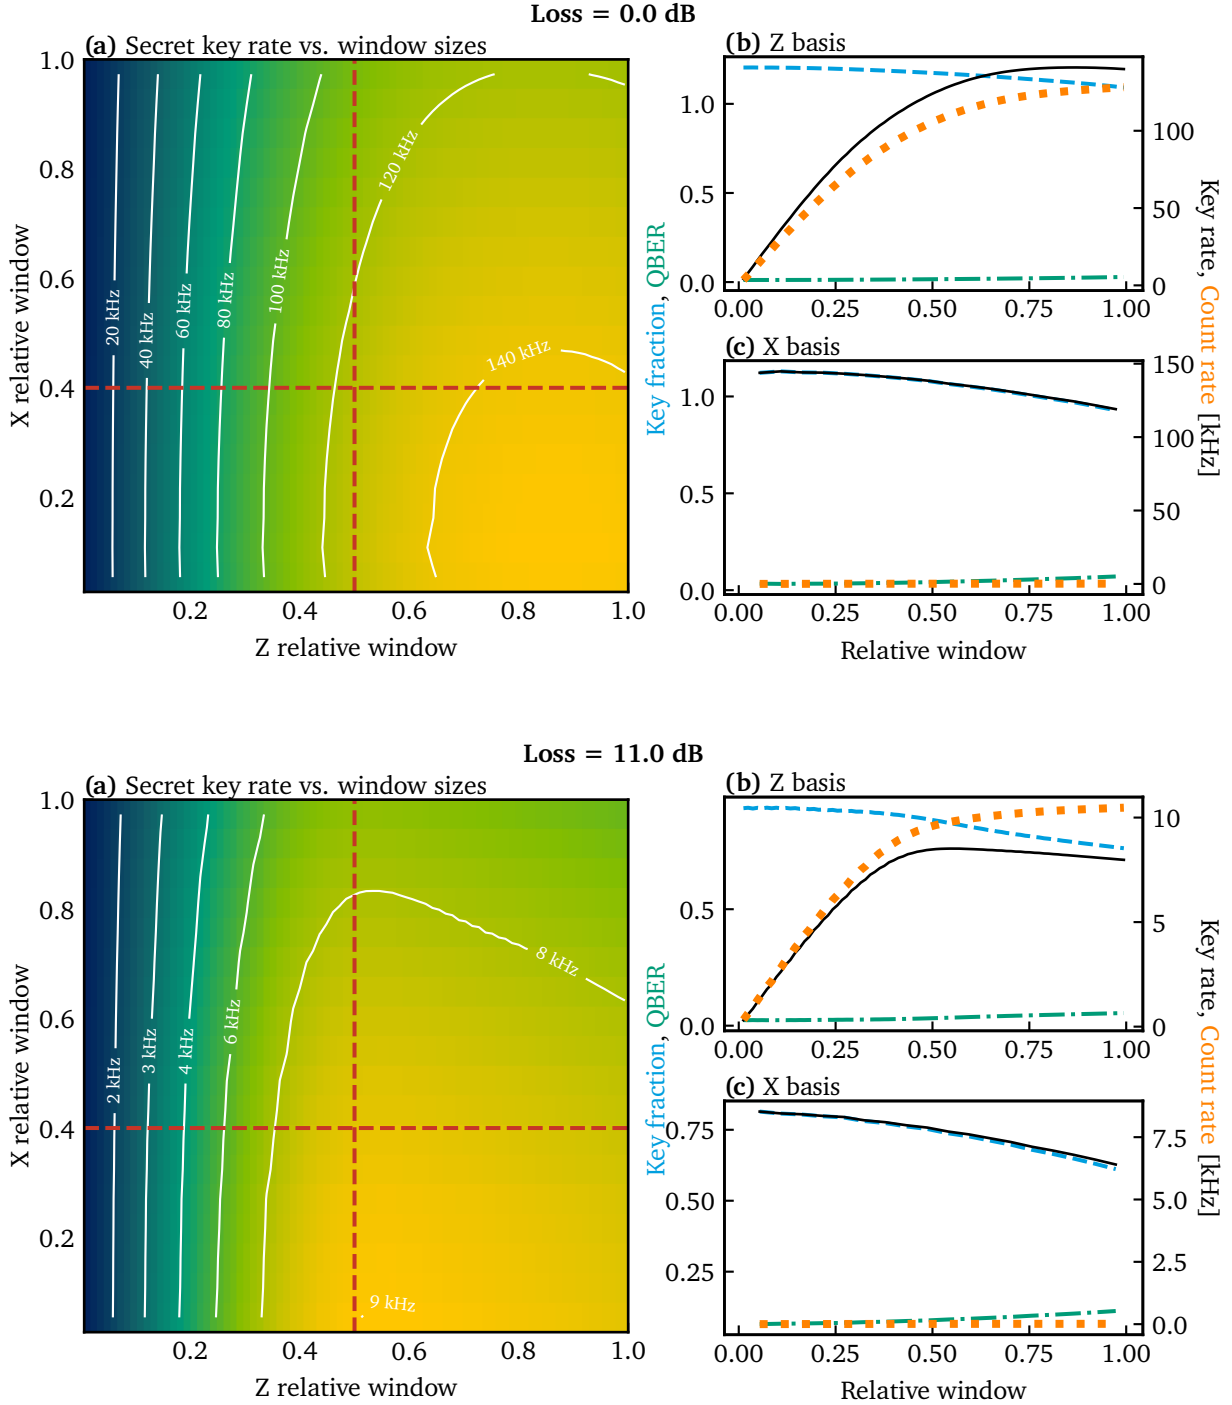 Loss = 0.0 dB
(a) Secret key rate vs. window sizes
1.0
0.8
0.6
0.4
0.2
X relative window
20 kHz
40 kHz
60 kHz
80 kHz
100 kHz
120 kHz
140 kHz
0.2
0.4
0.6
0.8
1.0
Z relative window
(b) Z basis
1.0
0.5
0.0
100
50
0
0.00
0.25
0.50
0.75
1.00
Key fraction, QBER
Key rate, Count rate [kHz]
(c) X basis
1.0
0.5
0.0
150
100
50
0
0.00
0.25
0.50
0.75
1.00
Relative window
Loss = 11.0 dB
(a) Secret key rate vs. window sizes
1.0
0.8
0.6
0.4
0.2
X relative window
2 kHz
3 kHz
4 kHz
6 kHz
8 kHz
9 kHz
0.2
0.4
0.6
0.8
1.0
Z relative window
(b) Z basis
0.5
0.0
10
5
0
0.00
0.25
0.50
0.75
1.00
Key fraction, QBER
Key rate, Count rate [kHz]
(c) X basis
0.75
0.50
0.25
7.5
5.0
2.5
0.0
0.00
0.25
0.50
0.75
1.00
Relative window